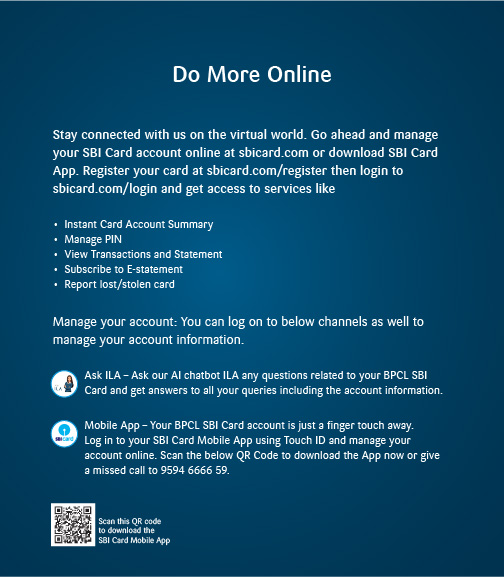 Do More Online
Stay connected with us on the virtual world. Go ahead and manage
your SBI Card account online at sbicard.com or download SBI Card
App. Register your card at sbicard.com/register then login to
sbicard.com/login and get access to services like
• Instant Card Account Summary
• Manage PIN
• View Transactions and Statement
• Subscribe to E-statement
• Report lost/stolen card
Manage your account: You can log on to below channels as well to
manage your account information.
ILA
Ask ILA – Ask our AI chatbot ILA any questions related to your BPCL SBI
Card and get answers to all your queries including the account information.
SBI card
Mobile App – Your BPCL SBI Card account is just a finger touch away.
Log in to your SBI Card Mobile App using Touch ID and manage your
account online. Scan the below QR Code to download the App now or give
a missed call to 9594 6666 59.
Scan this QR code
to download the
SBI Card Mobile App